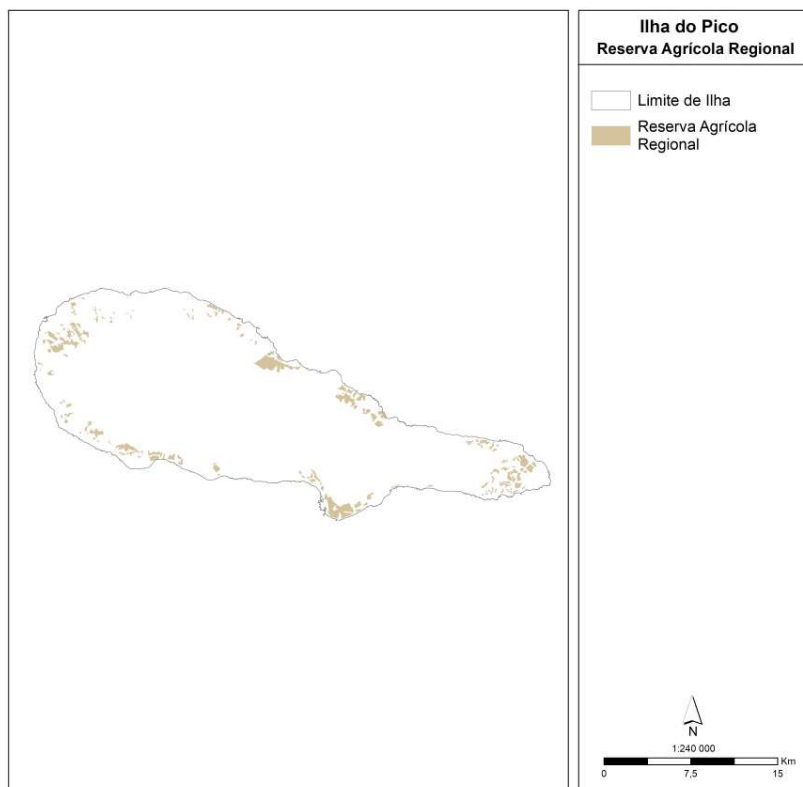 Ilha do Pico
Reserva Agrícola Regional
Limite de Ilha
Reserva Agrícola
Regional
N
1:240 000
Km
0 7,5 15